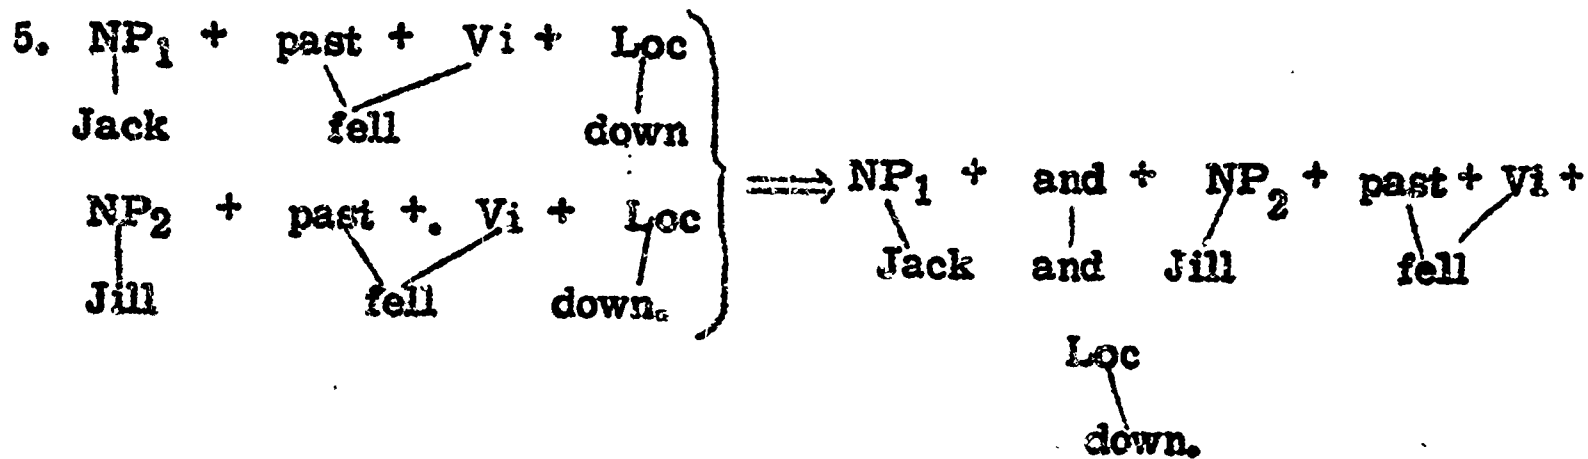 5. NP1 + past + Vi + Loc
Jack fell down
NP2 + past +. Vi + Loc
Jill fell down.
⟹ NP1 + and + NP2 + past + Vi +
Jack and Jill fell
Loc
down.